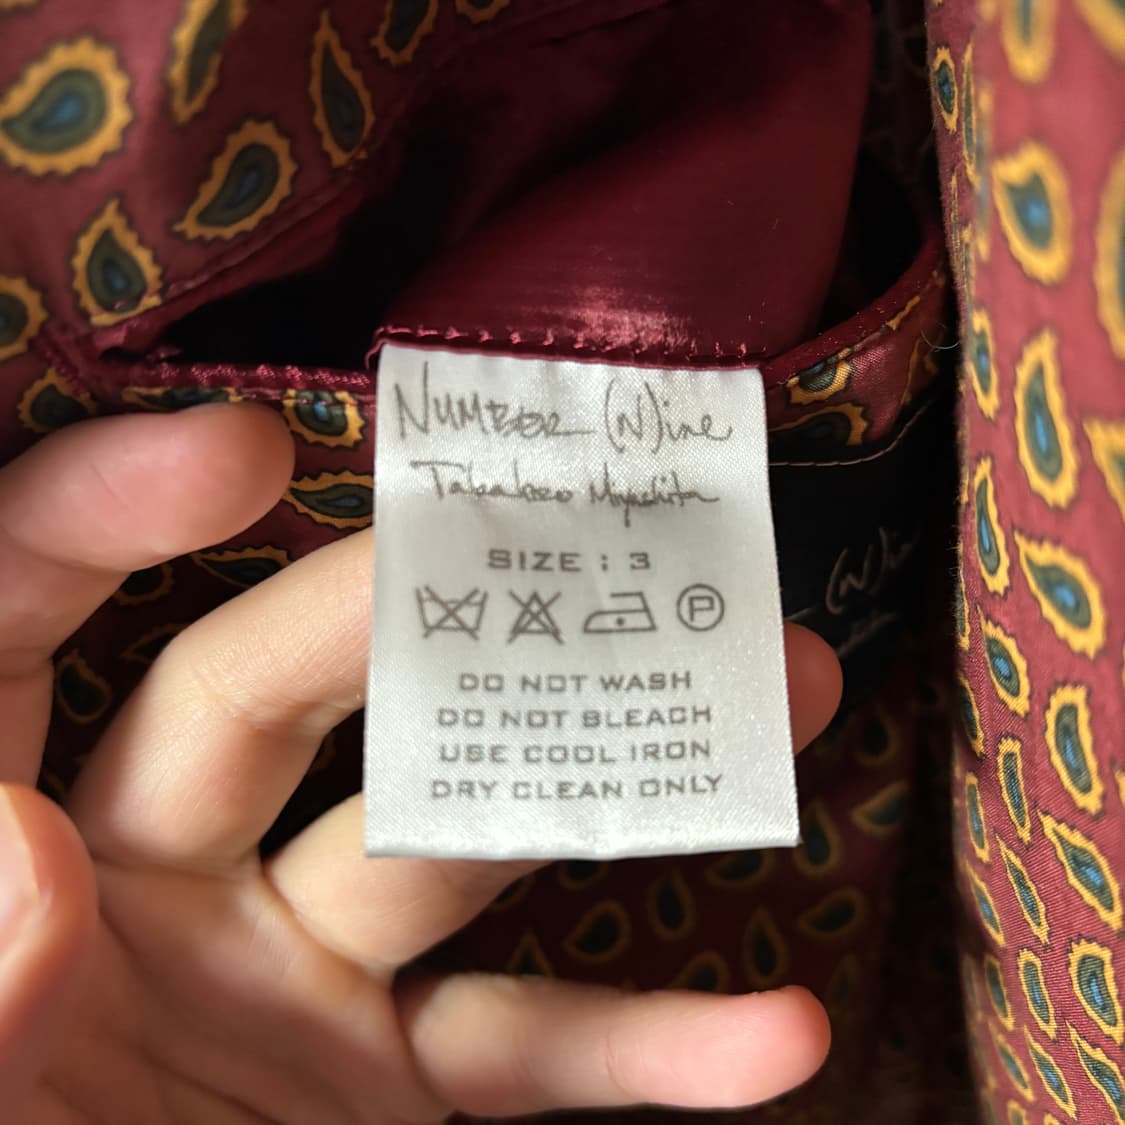 NUMBER (N)ine
Takahiro Miyashita
SIZE : 3
P
DO NOT WASH
DO NOT BLEACH
USE COOL IRON
DRY CLEAN ONLY
(N)i